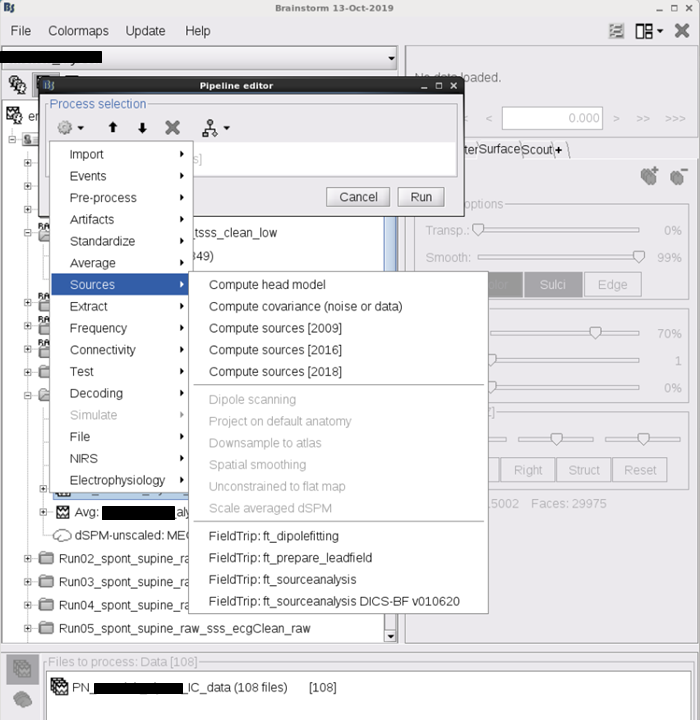 Brainstorm 13-Oct-2019
File Colormaps Update Help
No data loaded.
Pipeline editor
Process selection
< 0.000 > >> >>>
Surface Scout +
Import
Events
Pre-process
Artifacts
Standardize
Average
Sources
Extract
Frequency
Connectivity
Test
Decoding
Simulate
File
NIRS
Electrophysiology
Cancel Run
_tsss_clean_low
349)
options
Transp.: 0%
Smooth: 99%
Sulci Edge
70%
1
0%
Right Struct Reset
Faces: 29975
Compute head model
Compute covariance (noise or data)
Compute sources [2009]
Compute sources [2016]
Compute sources [2018]
Dipole scanning
Project on default anatomy
Downsample to atlas
Spatial smoothing
Unconstrained to flat map
Scale averaged dSPM
FieldTrip: ft_dipolefitting
FieldTrip: ft_prepare_leadfield
FieldTrip: ft_sourceanalysis
FieldTrip: ft_sourceanalysis DICS-BF v010620
Avg:
dSPM-unscaled: MEG
Run02_spont_supine_ra
Run03_spont_supine_ra
Run04_spont_supine_ra
Run05_spont_supine_raw_sss_ecgClean_raw
Files to process: Data [108]
PN_ _IC_data (108 files) [108]